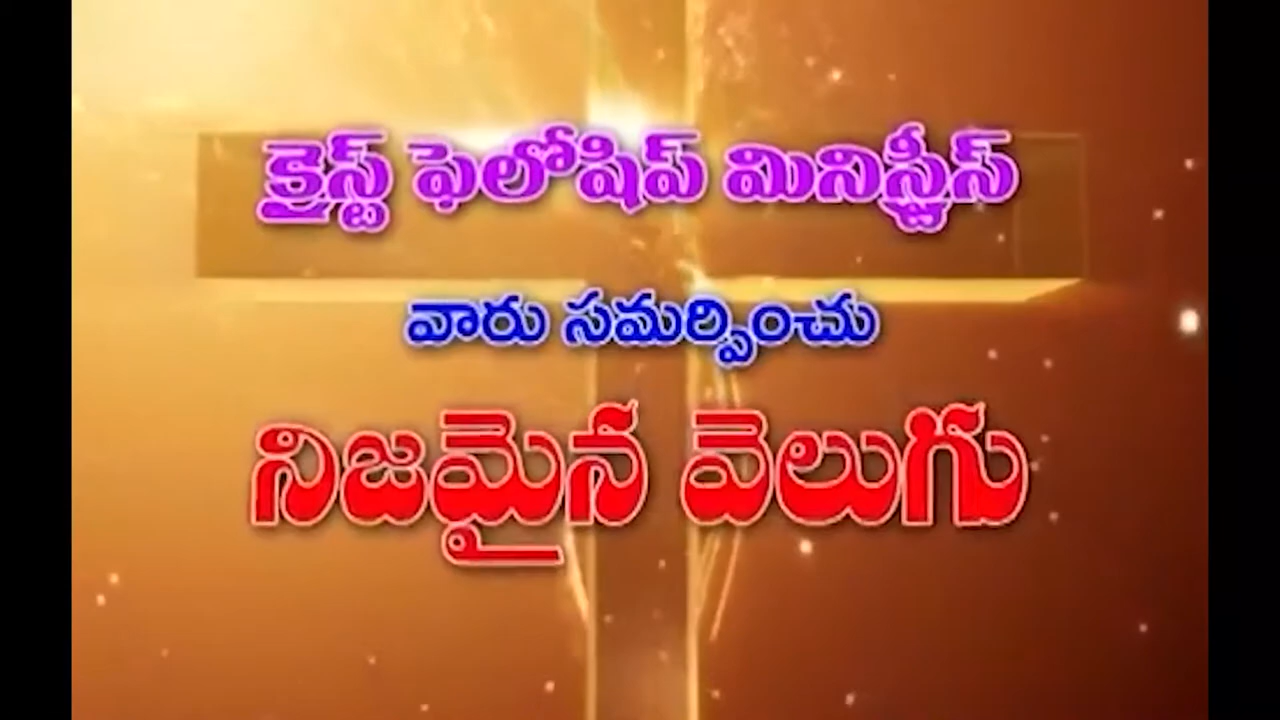 క్రైస్ట్ ఫెలోషిప్ మినిస్ట్రీస్
వారు సమర్పించు
నిజమైన వెలుగు